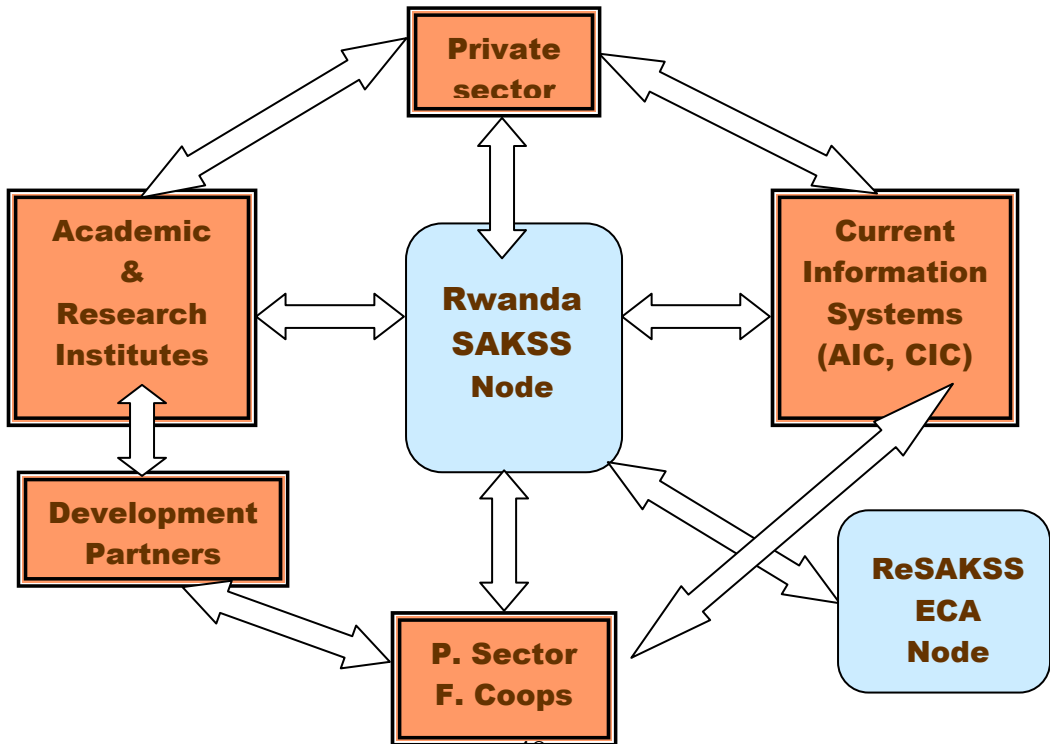 Private
sector
Academic
&
Research
Institutes
Rwanda
SAKSS
Node
Current
Information
Systems
(AIC, CIC)
Development
Partners
ReSAKSS
ECA
Node
P. Sector
F. Coops